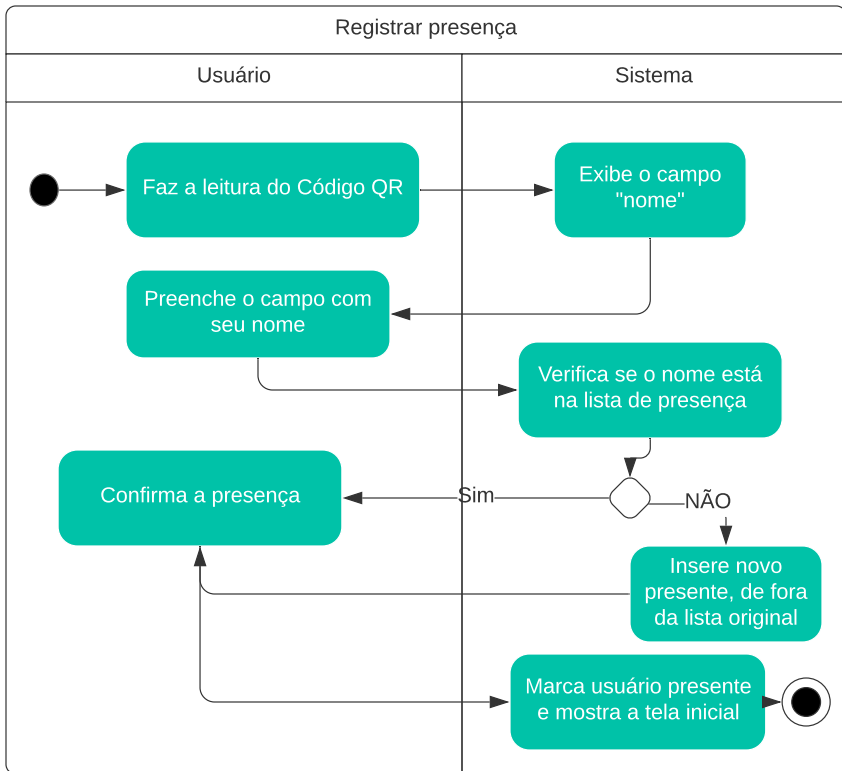 Registrar presença
Usuário
Sistema
Faz a leitura do Código QR
Exibe o campo
"nome"
Preenche o campo com
seu nome
Verifica se o nome está
na lista de presença
Confirma a presença
Sim
NÃO
Insere novo
presente, de fora
da lista original
Marca usuário presente
e mostra a tela inicial